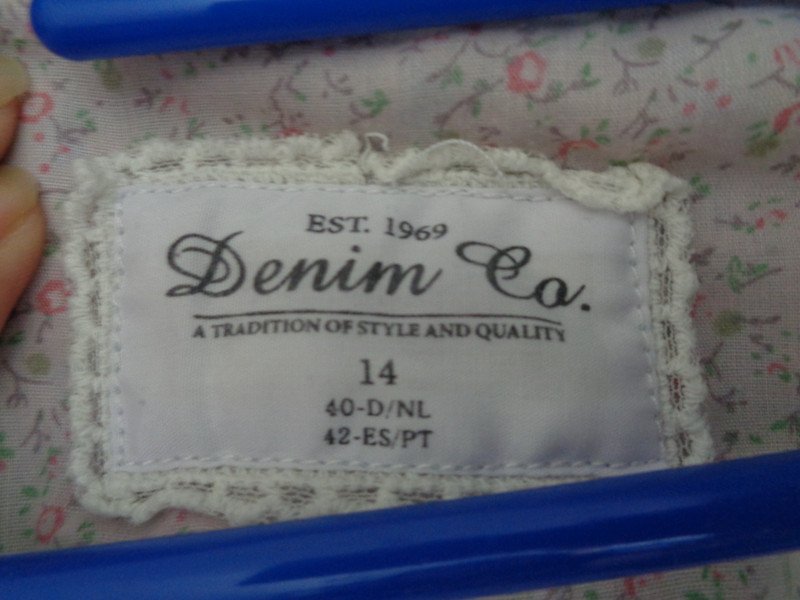 EST. 1969
Denim Co.
A TRADITION OF STYLE AND QUALITY
14
40-D/NL
42-ES/PT